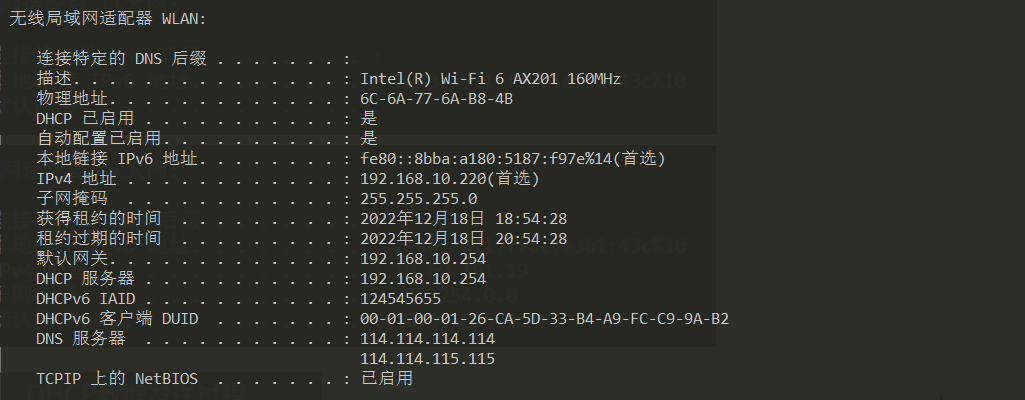 无线局域网适配器 WLAN:
连接特定的 DNS 后缀 . . . . . . . :
描述. . . . . . . . . . . . . . . : Intel(R) Wi-Fi 6 AX201 160MHz
物理地址. . . . . . . . . . . . . : 6C-6A-77-6A-B8-4B
DHCP 已启用 . . . . . . . . . . . : 是
自动配置已启用. . . . . . . . . . : 是
本地链接 IPv6 地址. . . . . . . . : fe80::8bba:a180:5187:f97e%14(首选)
IPv4 地址 . . . . . . . . . . . . : 192.168.10.220(首选)
子网掩码  . . . . . . . . . . . . : 255.255.255.0
获得租约的时间  . . . . . . . . . : 2022年12月18日 18:54:28
租约过期的时间  . . . . . . . . . : 2022年12月18日 20:54:28
默认网关. . . . . . . . . . . . . : 192.168.10.254
DHCP 服务器 . . . . . . . . . . . : 192.168.10.254
DHCPv6 IAID . . . . . . . . . . . : 124545655
DHCPv6 客户端 DUID  . . . . . . . : 00-01-00-01-26-CA-5D-33-B4-A9-FC-C9-9A-B2
DNS 服务器  . . . . . . . . . . . : 114.114.114.114
114.114.115.115
TCPIP 上的 NetBIOS  . . . . . . . : 已启用